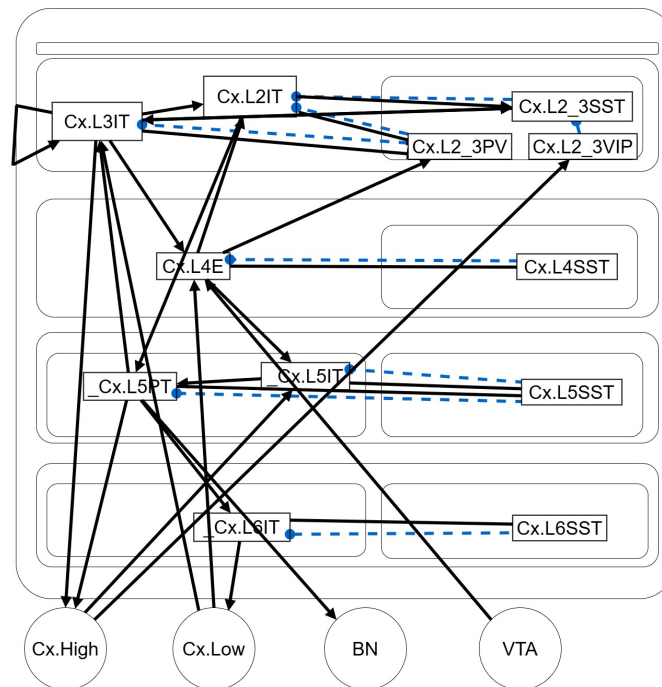 Cx.L2IT
Cx.L3IT
Cx.L2_3SST
Cx.L2_3PV
Cx.L2_3VIP
Cx.L4E
Cx.L4SST
_Cx.L5PT
_Cx.L5IT
Cx.L5SST
_Cx.L6IT
Cx.L6SST
Cx.High
Cx.Low
BN
VTA